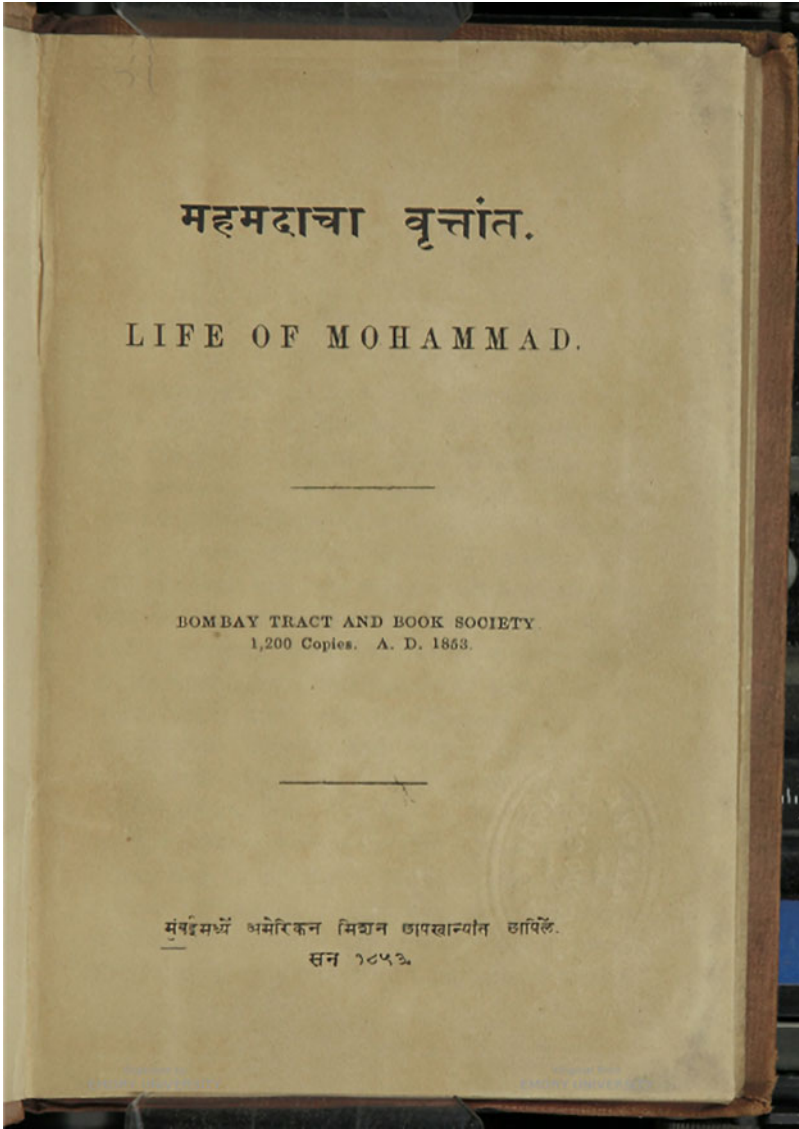 महमदाचा वृत्तांत.
LIFE OF MOHAMMAD.
BOMBAY TRACT AND BOOK SOCIETY
1,200 Copies. A. D. 1853.
मुंबईमध्यें अमेरिकन मिशन छापखान्यांत छापिलें.
सन १८५३.